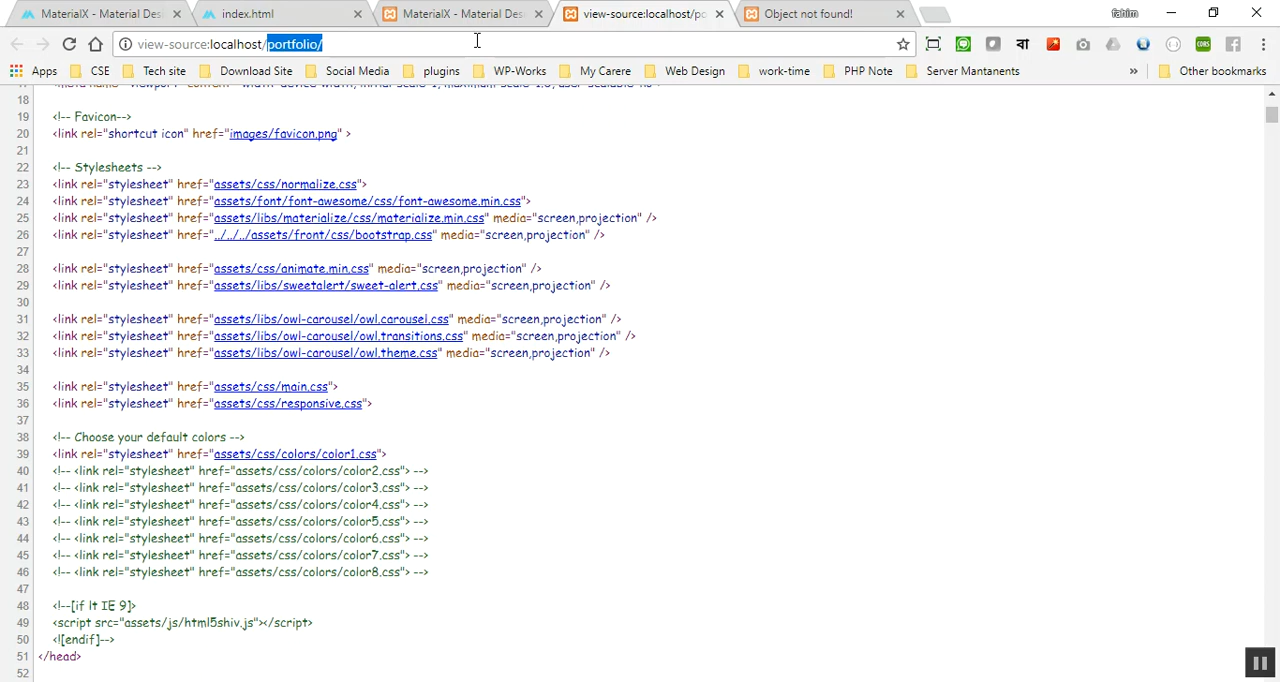 MaterialX - Material Des
index.html
MaterialX - Material Des
view-source:localhost/po
Object not found!
fahim
view-source:localhost/portfolio/
Apps CSE Tech site Download Site Social Media plugins WP-Works My Carere Web Design work-time PHP Note Server Mantanents » Other bookmarks
18
19 <!-- Favicon-->
20 <link rel="shortcut icon" href="images/favicon.png" >
21
22 <!-- Stylesheets -->
23 <link rel="stylesheet" href="assets/css/normalize.css">
24 <link rel="stylesheet" href="assets/font/font-awesome/css/font-awesome.min.css">
25 <link rel="stylesheet" href="assets/libs/materialize/css/materialize.min.css" media="screen,projection" />
26 <link rel="stylesheet" href="../../../assets/front/css/bootstrap.css" media="screen,projection" />
27
28 <link rel="stylesheet" href="assets/css/animate.min.css" media="screen,projection" />
29 <link rel="stylesheet" href="assets/libs/sweetalert/sweet-alert.css" media="screen,projection" />
30
31 <link rel="stylesheet" href="assets/libs/owl-carousel/owl.carousel.css" media="screen,projection" />
32 <link rel="stylesheet" href="assets/libs/owl-carousel/owl.transitions.css" media="screen,projection" />
33 <link rel="stylesheet" href="assets/libs/owl-carousel/owl.theme.css" media="screen,projection" />
34
35 <link rel="stylesheet" href="assets/css/main.css">
36 <link rel="stylesheet" href="assets/css/responsive.css">
37
38 <!-- Choose your default colors -->
39 <link rel="stylesheet" href="assets/css/colors/color1.css">
40 <!-- <link rel="stylesheet" href="assets/css/colors/color2.css"> -->
41 <!-- <link rel="stylesheet" href="assets/css/colors/color3.css"> -->
42 <!-- <link rel="stylesheet" href="assets/css/colors/color4.css"> -->
43 <!-- <link rel="stylesheet" href="assets/css/colors/color5.css"> -->
44 <!-- <link rel="stylesheet" href="assets/css/colors/color6.css"> -->
45 <!-- <link rel="stylesheet" href="assets/css/colors/color7.css"> -->
46 <!-- <link rel="stylesheet" href="assets/css/colors/color8.css"> -->
47
48 <!--[if lt IE 9]>
49 <script src="assets/js/html5shiv.js"></script>
50 <![endif]-->
51 </head>
52